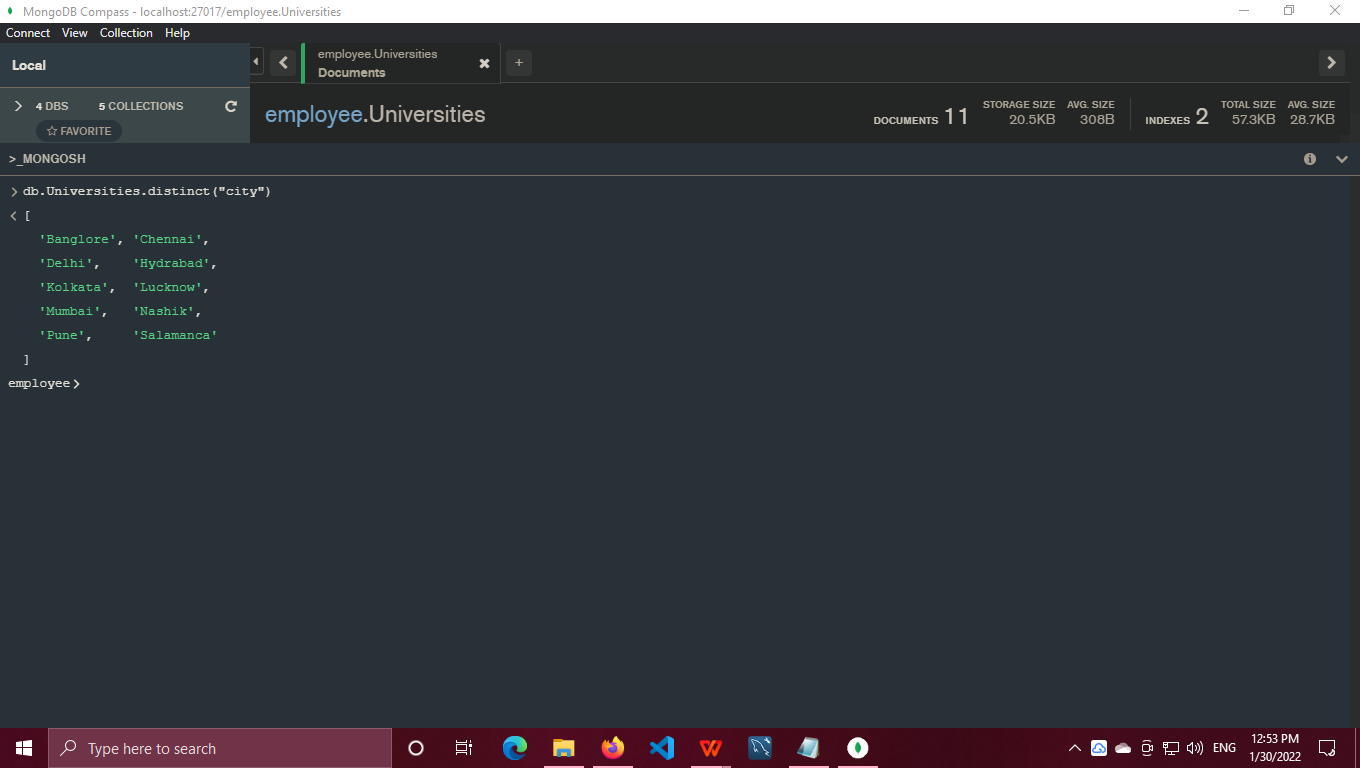 MongoDB Compass - localhost:27017/employee.Universities
Connect View Collection Help
Local
employee.Universities
Documents
4 DBS 5 COLLECTIONS
FAVORITE
employee.Universities
DOCUMENTS 11
STORAGE SIZE
20.5KB
AVG. SIZE
308B
INDEXES 2
TOTAL SIZE
57.3KB
AVG. SIZE
28.7KB
>_MONGOSH
> db.Universities.distinct("city")
< [
'Banglore', 'Chennai',
'Delhi', 'Hydrabad',
'Kolkata', 'Lucknow',
'Mumbai', 'Nashik',
'Pune', 'Salamanca'
]
employee>
Type here to search
ENG
12:53 PM
1/30/2022